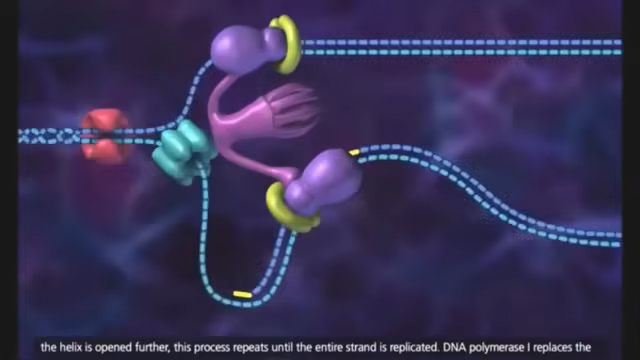 the helix is opened further, this process repeats until the entire strand is replicated. DNA polymerase I replaces the